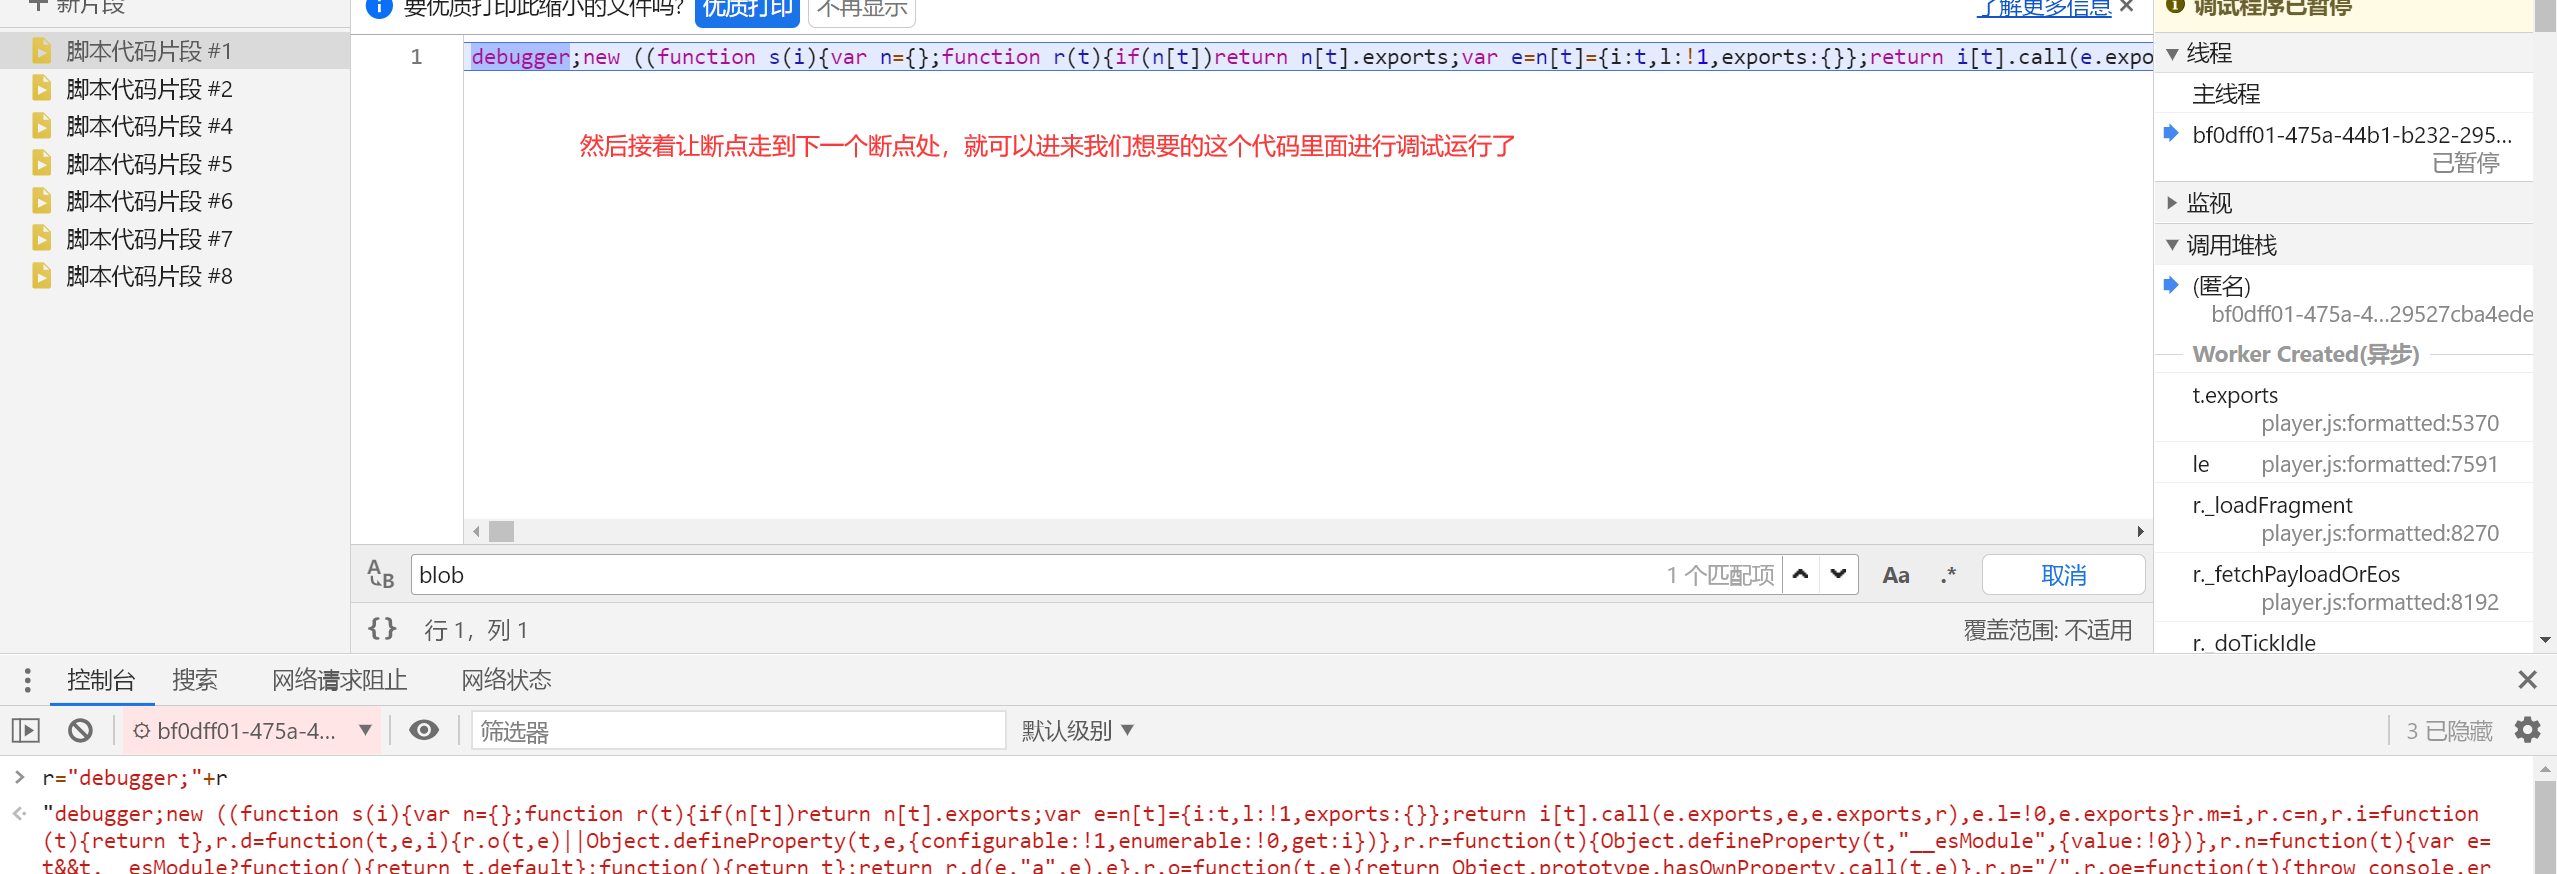 新片段
脚本代码片段 #1
脚本代码片段 #2
脚本代码片段 #4
脚本代码片段 #5
脚本代码片段 #6
脚本代码片段 #7
脚本代码片段 #8
要优质打印此缩小的文件吗? 优质打印 不再显示 了解更多信息
1 debugger;new ((function s(i){var n={};function r(t){if(n[t])return n[t].exports;var e=n[t]={i:t,l:!1,exports:{}};return i[t].call(e.expo
然后接着让断点走到下一个断点处，就可以进来我们想要的这个代码里面进行调试运行了
blob 1 个匹配项 Aa .* 取消
{} 行 1，列 1 覆盖范围: 不适用
调试程序已暂停
线程
主线程
bf0dff01-475a-44b1-b232-295...
已暂停
监视
调用堆栈
(匿名)
bf0dff01-475a-4...29527cba4ede
Worker Created(异步)
t.exports
player.js:formatted:5370
le player.js:formatted:7591
r._loadFragment
player.js:formatted:8270
r._fetchPayloadOrEos
player.js:formatted:8192
r._doTickIdle
控制台 搜索 网络请求阻止 网络状态
bf0dff01-475a-4... 筛选器 默认级别 3 已隐藏
r="debugger;"+r
"debugger;new ((function s(i){var n={};function r(t){if(n[t])return n[t].exports;var e=n[t]={i:t,l:!1,exports:{}};return i[t].call(e.exports,e,e.exports,r),e.l=!0,e.exports}r.m=i,r.c=n,r.i=function
(t){return t},r.d=function(t,e,i){r.o(t,e)||Object.defineProperty(t,e,{configurable:!1,enumerable:!0,get:i})},r.r=function(t){Object.defineProperty(t,"__esModule",{value:!0})},r.n=function(t){var e=
t&&t.__esModule?function(){return t.default}:function(){return t};return r.d(e,"a",e),e},r.o=function(t,e){return Object.prototype.hasOwnProperty.call(t,e)},r.p="/",r.oe=function(t){throw console.er